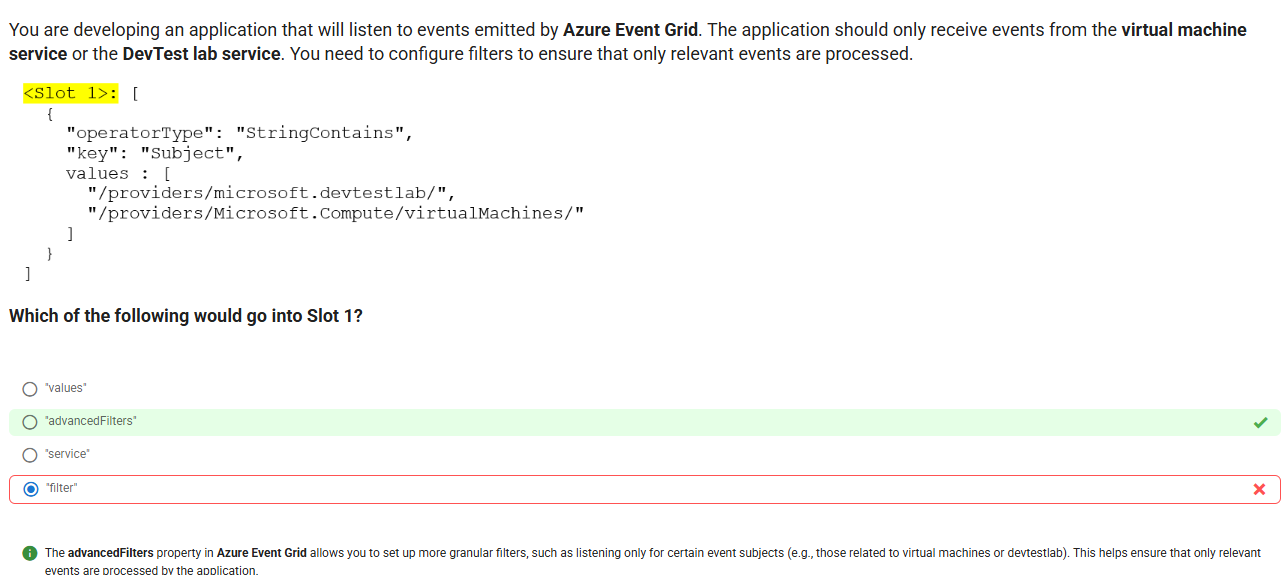 You are developing an application that will listen to events emitted by Azure Event Grid. The application should only receive events from the virtual machine
service or the DevTest lab service. You need to configure filters to ensure that only relevant events are processed.
<Slot 1>: [
{
"operatorType": "StringContains",
"key": "Subject",
values : [
"/providers/microsoft.devtestlab/",
"/providers/Microsoft.Compute/virtualMachines/"
]
}
]
Which of the following would go into Slot 1?
"values"
"advancedFilters"
"service"
"filter"
The advancedFilters property in Azure Event Grid allows you to set up more granular filters, such as listening only for certain event subjects (e.g., those related to virtual machines or devtestlab). This helps ensure that only relevant
events are processed by the application.